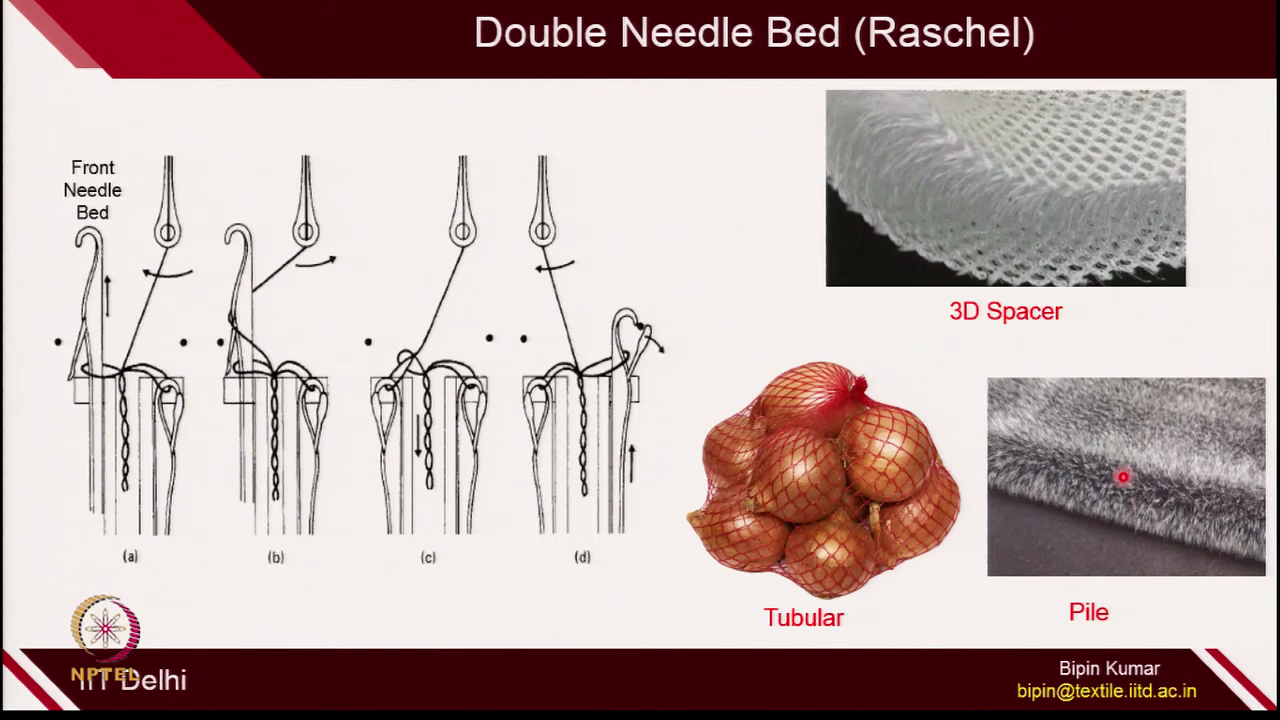 Double Needle Bed (Raschel)
Front
Needle
Bed
(a)
(b)
(c)
(d)
3D Spacer
Tubular
Pile
NPTEL
IIT Delhi
Bipin Kumar
bipin@textile.iitd.ac.in